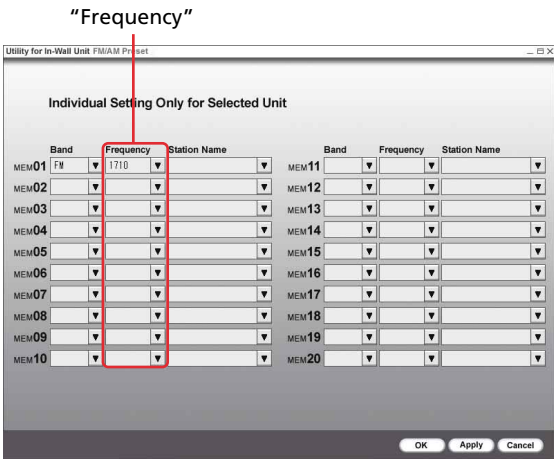 "Frequency"
Utility for In-Wall Unit FM/AM Preset
Individual Setting Only for Selected Unit
Band Frequency Station Name Band Frequency Station Name
MEM01 FM 1710 MEM11
MEM02 MEM12
MEM03 MEM13
MEM04 MEM14
MEM05 MEM15
MEM06 MEM16
MEM07 MEM17
MEM08 MEM18
MEM09 MEM19
MEM10 MEM20
OK Apply Cancel